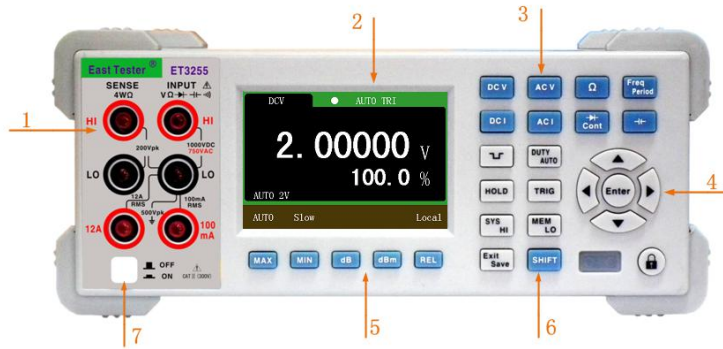 2
3
East Tester ® ET3255
SENSE
4WΩ
INPUT
VΩ
HI
HI
1
200Vpk
1000VDC
750VAC
LO
LO
12A
RMS
100mA
RMS
500Vpk
12A
100
mA
OFF
ON
7
DCV
AUTO TRI
2.00000 V
100.0 %
AUTO 2V
AUTO Slow Local
MAX
MIN
dB
dBm
REL
5
DC V
AC V
Ω
Freq
Period
DC I
AC I
Cont
DUTY
AUTO
HOLD
TRIG
SYS
HI
MEM
LO
Exit
Save
SHIFT
Enter
4
6